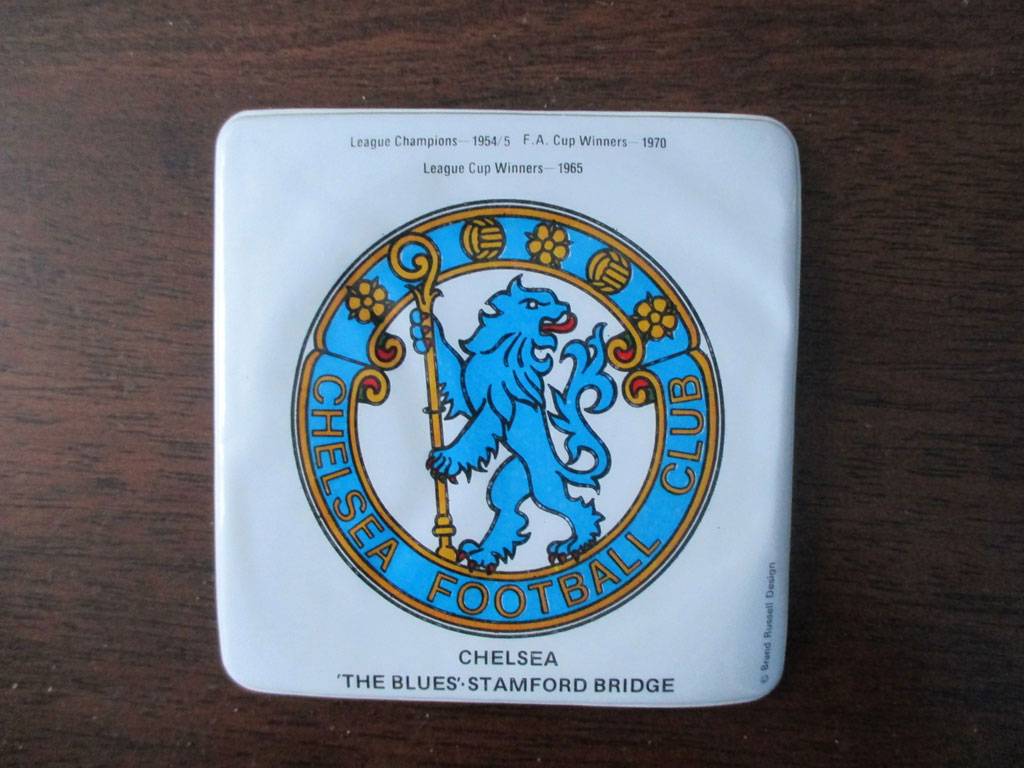 League Champions—1954/5 F.A. Cup Winners—1970
League Cup Winners—1965
CHELSEA FOOTBALL CLUB
CHELSEA
'THE BLUES'·STAMFORD BRIDGE
© Brand Russell Design